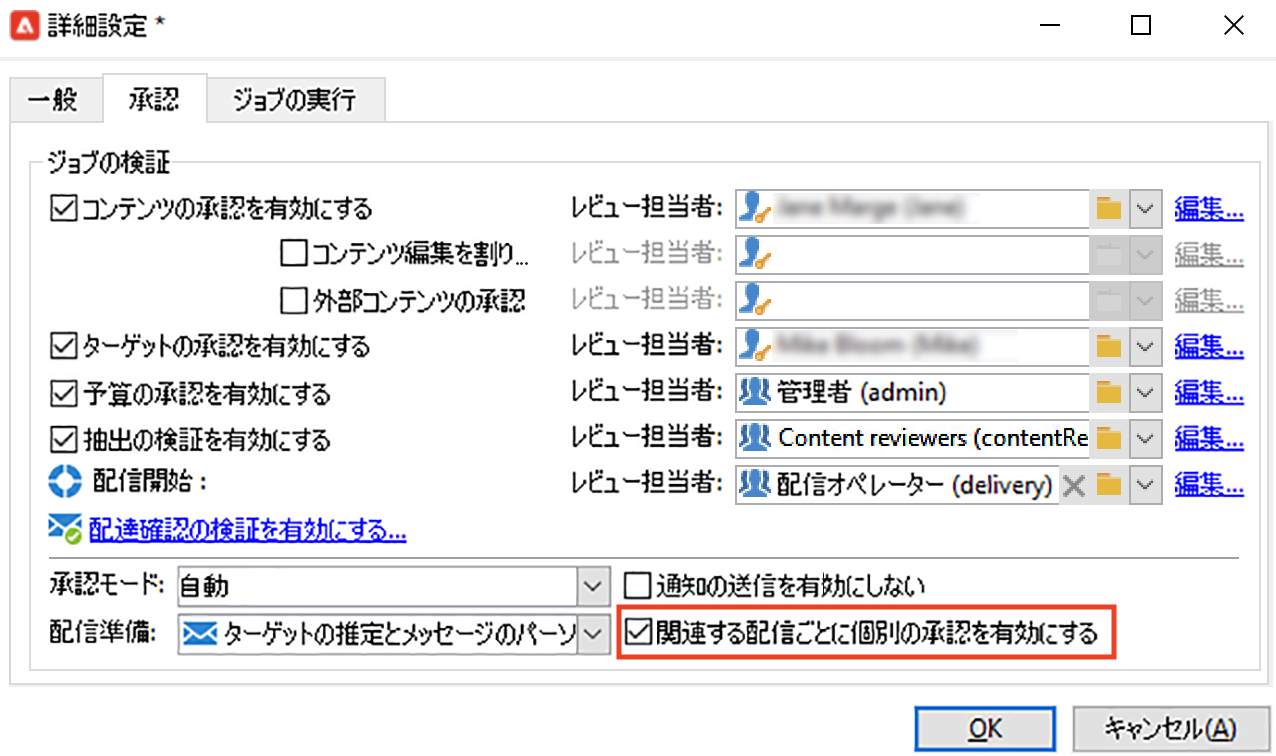 詳細設定 *
一般 承認 ジョブの実行
ジョブの検証
コンテンツの承認を有効にする レビュー担当者: 編集...
コンテンツ編集を割り... レビュー担当者: 編集...
外部コンテンツの承認 レビュー担当者: 編集...
ターゲットの承認を有効にする レビュー担当者: 編集...
予算の承認を有効にする レビュー担当者: 管理者 (admin) 編集...
抽出の検証を有効にする レビュー担当者: Content reviewers (contentRe 編集...
配信開始 : レビュー担当者: 配信オペレーター (delivery) 編集...
配達確認の検証を有効にする...
承認モード: 自動 通知の送信を有効にしない
配信準備: ターゲットの推定とメッセージのパーソ 関連する配信ごとに個別の承認を有効にする
OK キャンセル(A)